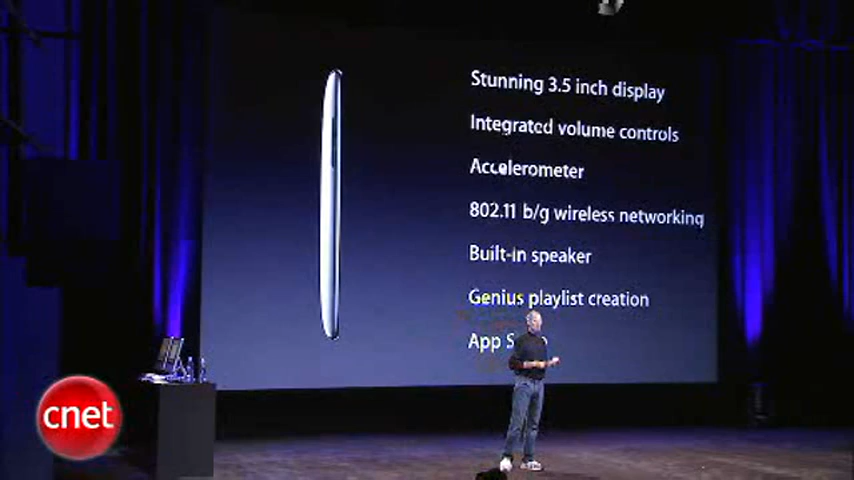 Stunning 3.5 inch display
Integrated volume controls
Accelerometer
802.11 b/g wireless networking
Built-in speaker
Genius playlist creation
App S
cnet